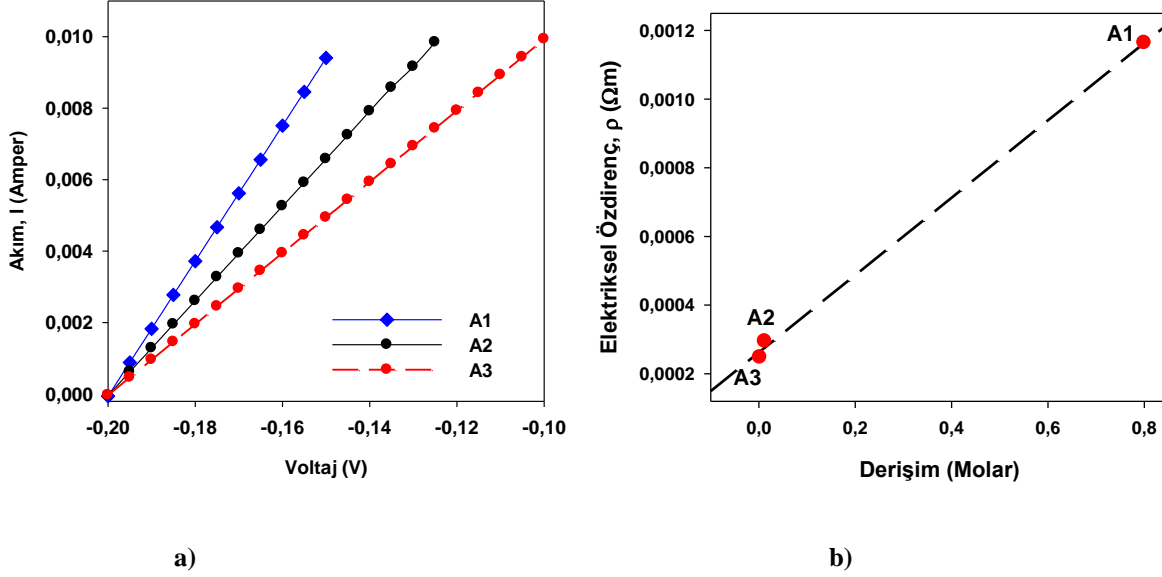 Akım, I (Amper)
0,010
0,008
0,006
0,004
0,002
0,000
A1
A2
A3
-0,20
-0,18
-0,16
-0,14
-0,12
-0,10
Voltaj (V)
a)
Elektriksel Özdirenç, ρ (Ωm)
0,0012
0,0010
0,0008
0,0006
0,0004
0,0002
A1
A2
A3
0,0
0,2
0,4
0,6
0,8
Derişim (Molar)
b)